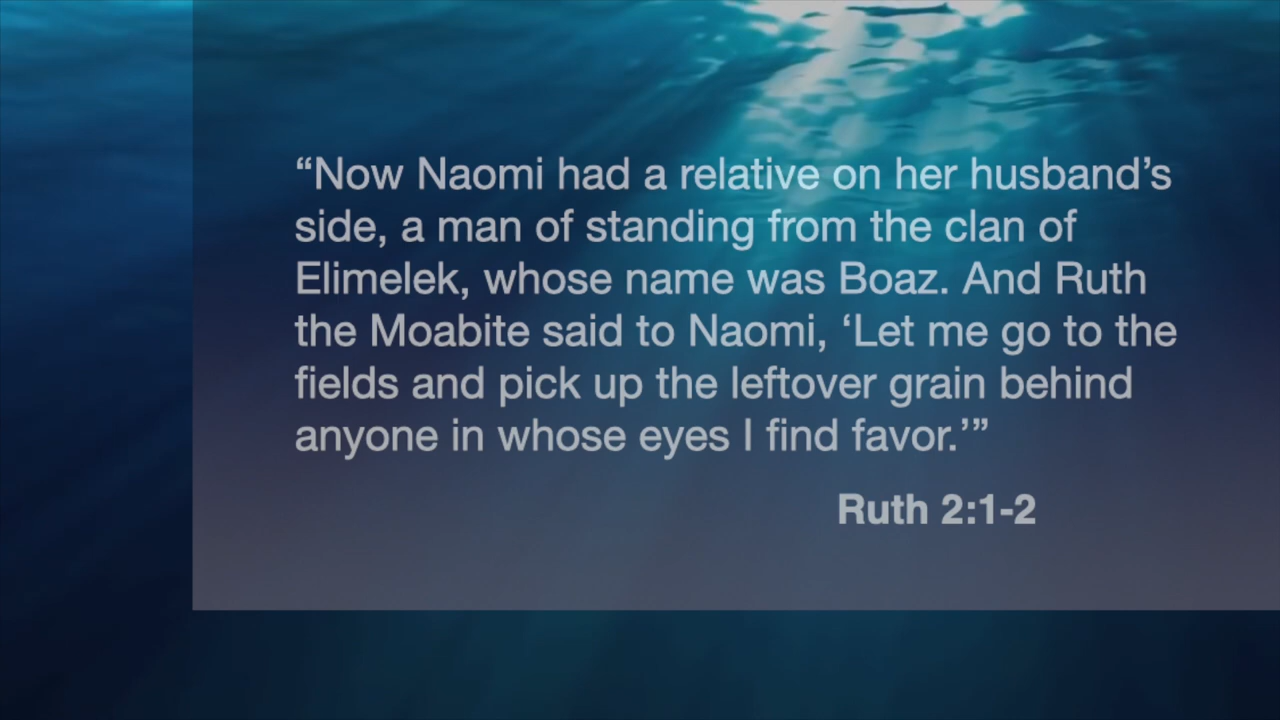 “Now Naomi had a relative on her husband’s
side, a man of standing from the clan of
Elimelek, whose name was Boaz. And Ruth
the Moabite said to Naomi, ‘Let me go to the
fields and pick up the leftover grain behind
anyone in whose eyes I find favor.’”
Ruth 2:1-2